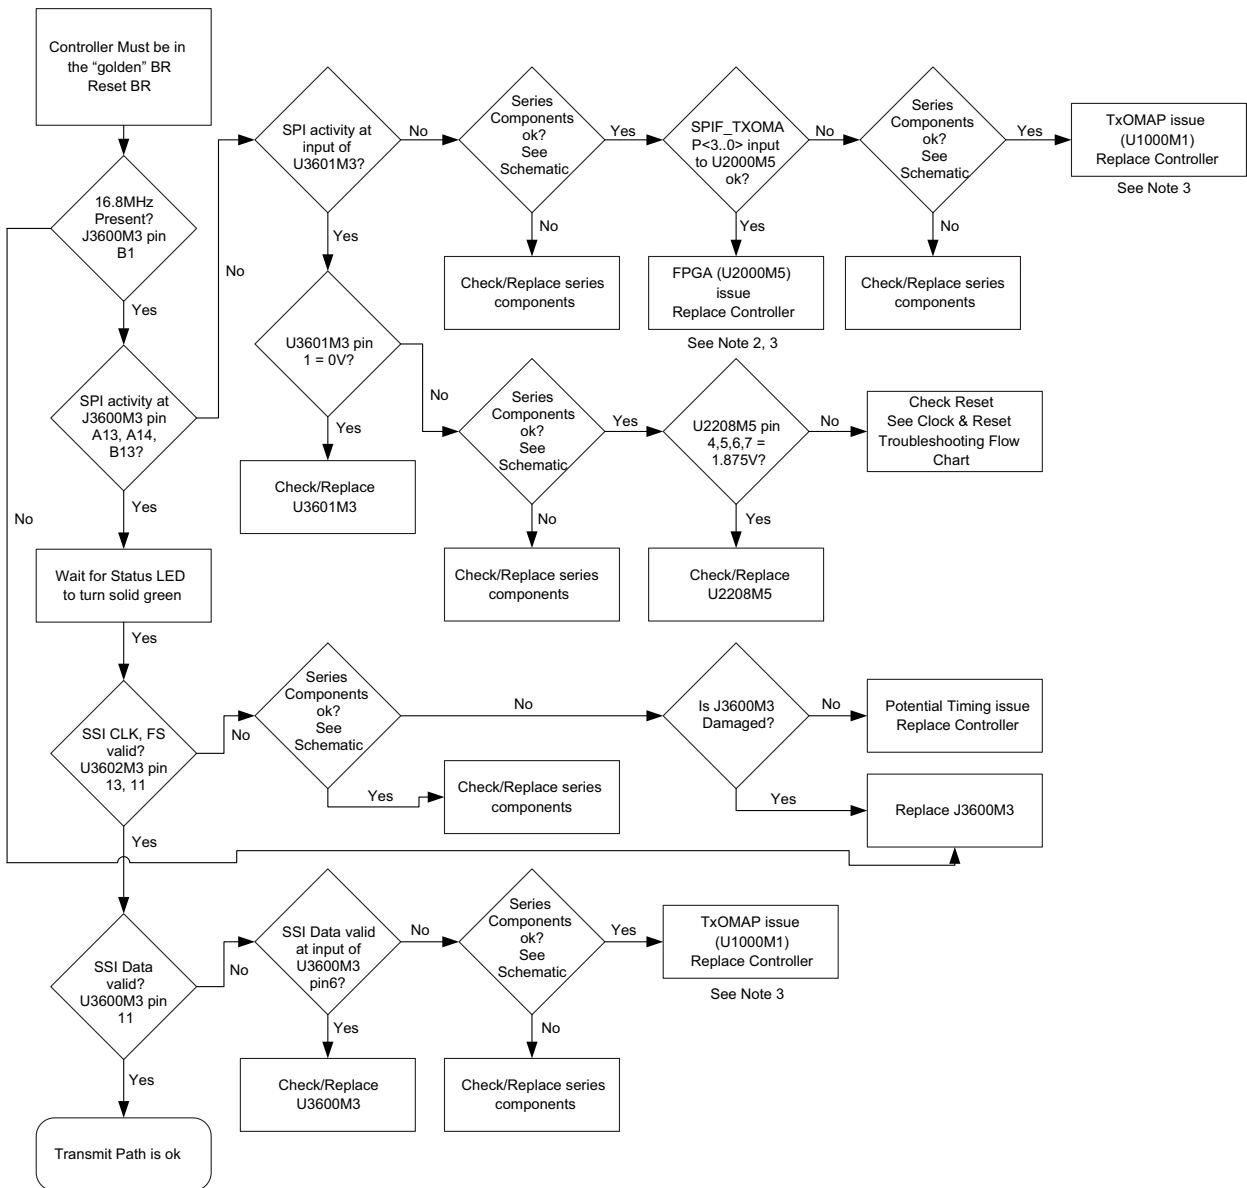 Controller Must be in
the “golden” BR
Reset BR
16.8MHz
Present?
J3600M3 pin
B1
Yes
No
SPI activity at
J3600M3 pin
A13, A14,
B13?
No
Yes
SPI activity at
input of
U3601M3?
No
Yes
Series
Components
ok?
See
Schematic
Yes
No
Check/Replace series
components
SPIF_TXOMA
P<3..0> input
to U2000M5
ok?
No
Yes
FPGA (U2000M5)
issue
Replace Controller
See Note 2, 3
Series
Components
ok?
See
Schematic
Yes
No
Check/Replace series
components
TxOMAP issue
(U1000M1)
Replace Controller
See Note 3
U3601M3 pin
1 = 0V?
No
Yes
Check/Replace
U3601M3
Series
Components
ok?
See
Schematic
Yes
No
Check/Replace series
components
U2208M5 pin
4,5,6,7 =
1.875V?
No
Yes
Check/Replace
U2208M5
Check Reset
See Clock & Reset
Troubleshooting Flow
Chart
Wait for Status LED
to turn solid green
Yes
SSI CLK, FS
valid?
U3602M3 pin
13, 11
No
Yes
Series
Components
ok?
See
Schematic
No
Yes
Check/Replace series
components
Is J3600M3
Damaged?
No
Yes
Potential Timing issue
Replace Controller
Replace J3600M3
SSI Data
valid?
U3600M3 pin
11
No
Yes
SSI Data valid
at input of
U3600M3
pin6?
No
Yes
Check/Replace
U3600M3
Series
Components
ok?
See
Schematic
Yes
No
Check/Replace series
components
TxOMAP issue
(U1000M1)
Replace Controller
See Note 3
Transmit Path is ok